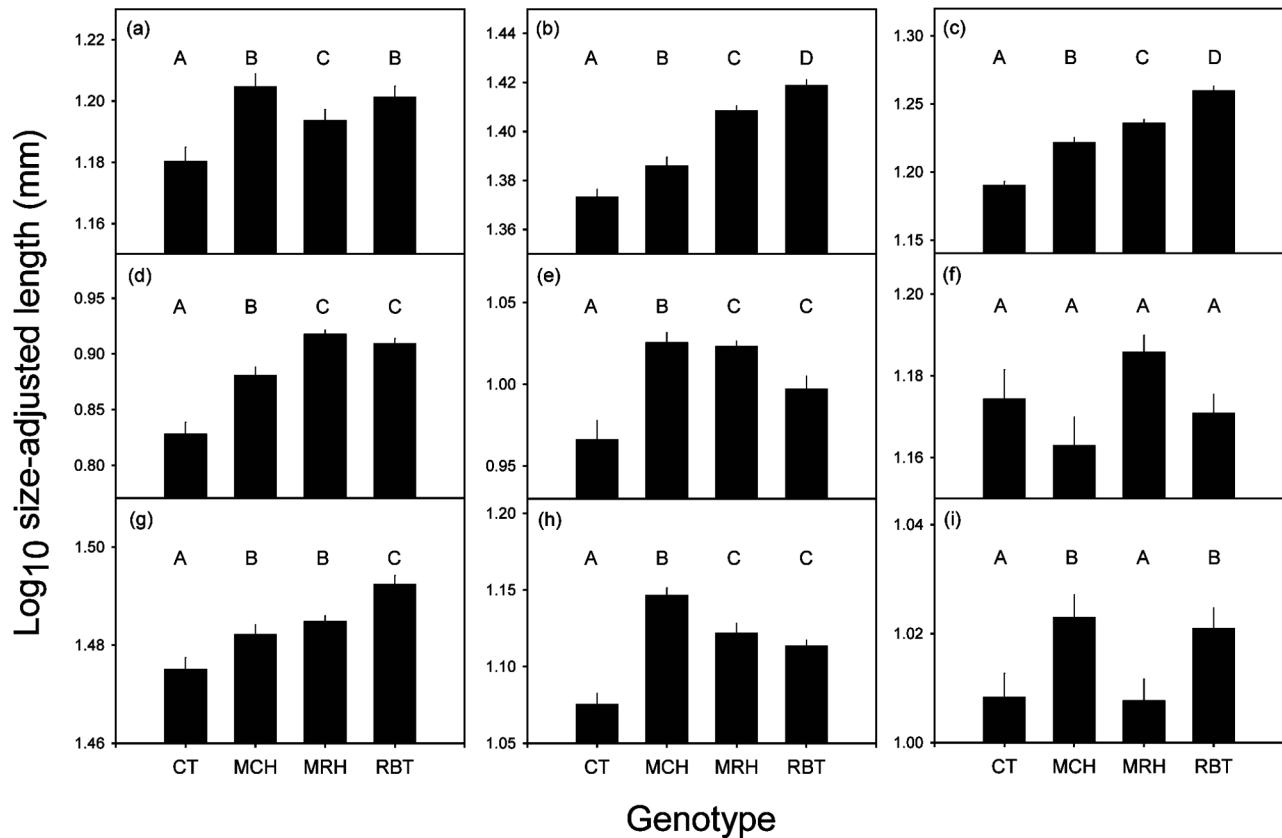 Log10 size-adjusted length (mm)
(a)
A B C B
1.22
1.20
1.18
1.16
(b)
A B C D
1.44
1.42
1.40
1.38
1.36
(c)
A B C D
1.30
1.25
1.20
1.15
(d)
A B C C
0.95
0.90
0.85
0.80
(e)
A B C C
1.05
1.00
0.95
(f)
A A A A
1.20
1.18
1.16
(g)
A B B C
1.50
1.48
1.46
CT MCH MRH RBT
(h)
A B C C
1.20
1.15
1.10
1.05
CT MCH MRH RBT
(i)
A B A B
1.04
1.02
1.00
CT MCH MRH RBT
Genotype